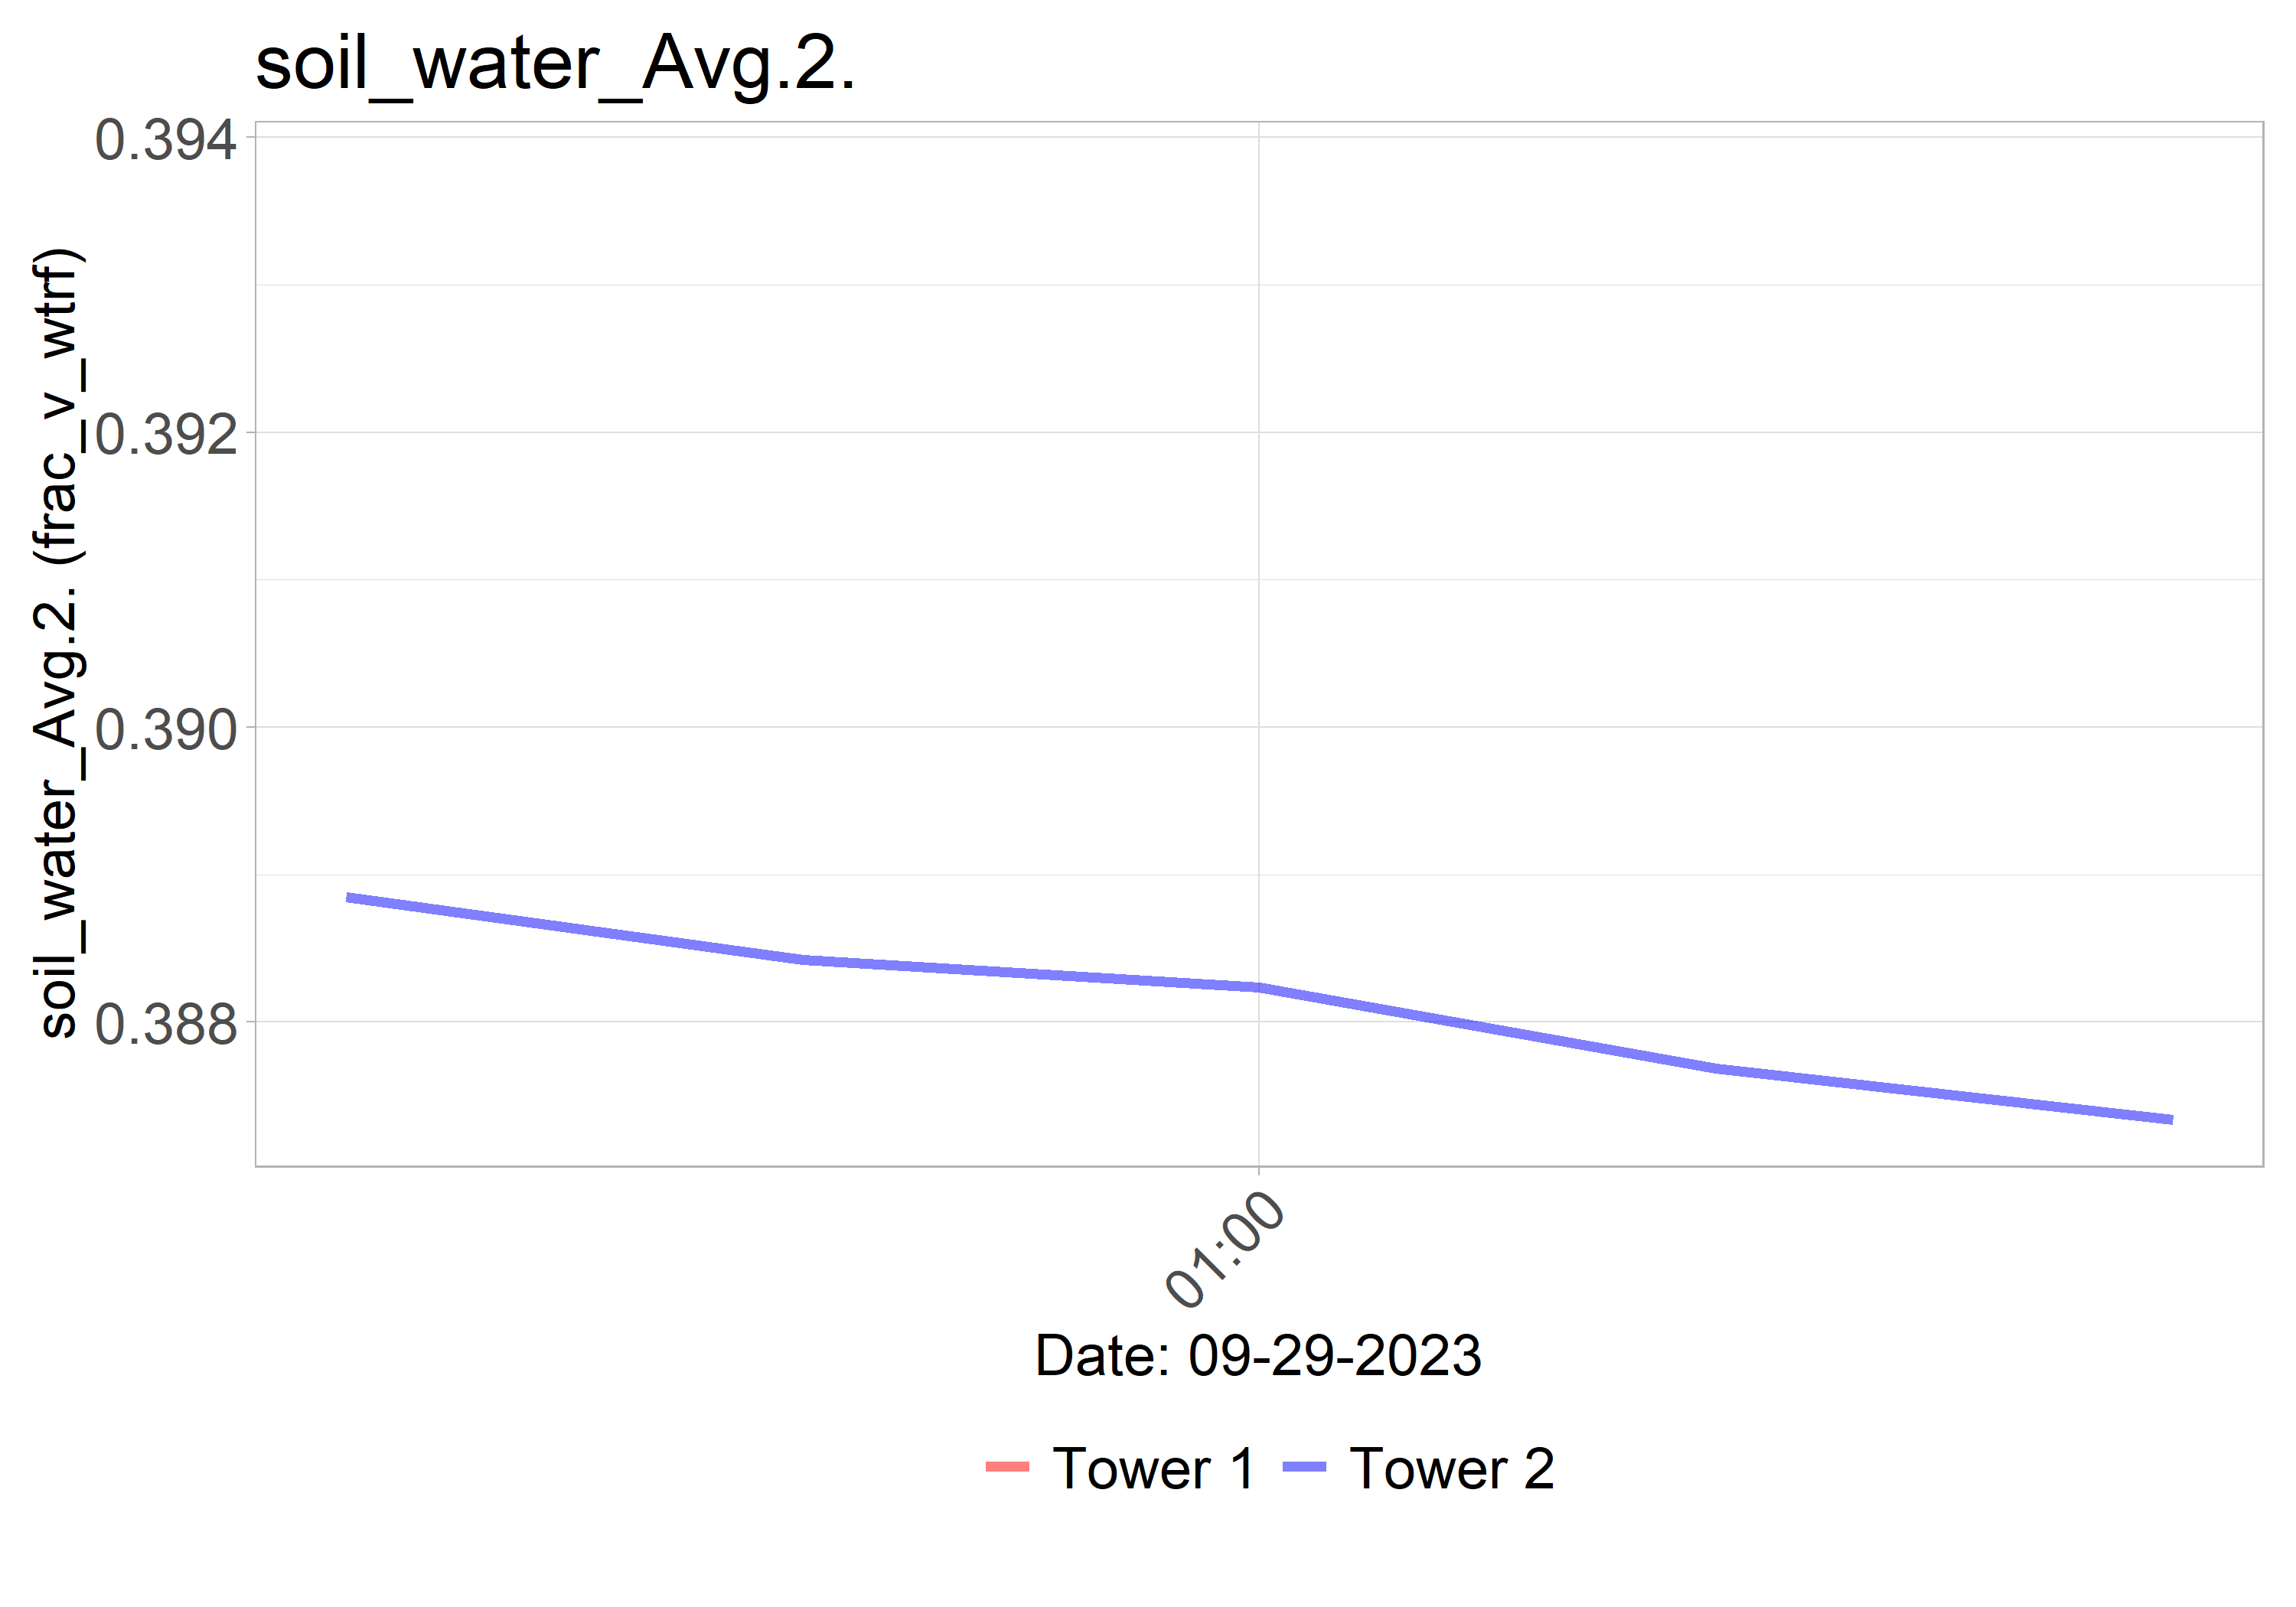 soil_water_Avg.2.
soil_water_Avg.2. (frac_v_wtrf)
0.394
0.392
0.390
0.388
01:00
Date: 09-29-2023
Tower 1
Tower 2